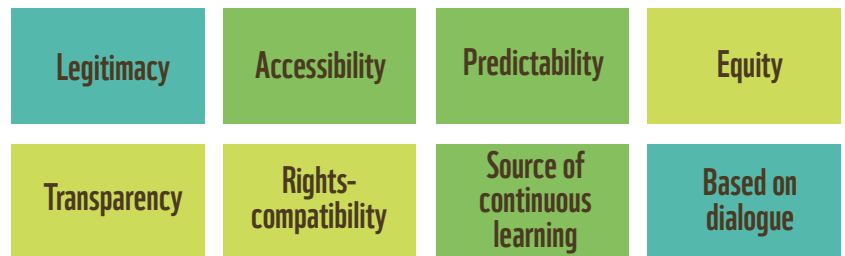 Legitimacy
Accessibility
Predictability
Equity
Transparency
Rights-
compatibility
Source of
continuous
learning
Based on
dialogue